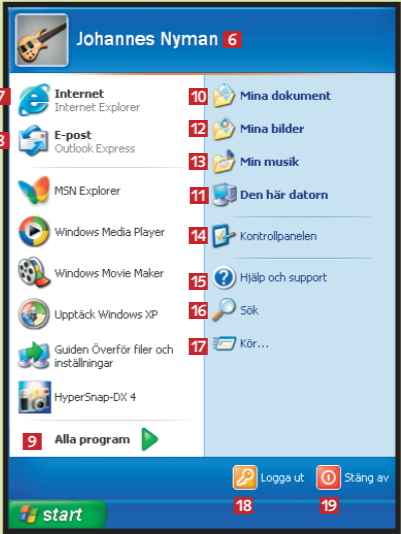 Johannes Nyman 6
7 Internet
Internet Explorer
8 E-post
Outlook Express
MSN Explorer
Windows Media Player
Windows Movie Maker
Upptäck Windows XP
Guiden Överför filer och
inställningar
HyperSnap-DX 4
9 Alla program
10 Mina dokument
12 Mina bilder
13 Min musik
11 Den här datorn
14 Kontrollpanelen
15 Hjälp och support
16 Sök
17 Kör...
Logga ut
Stäng av
18
19
start